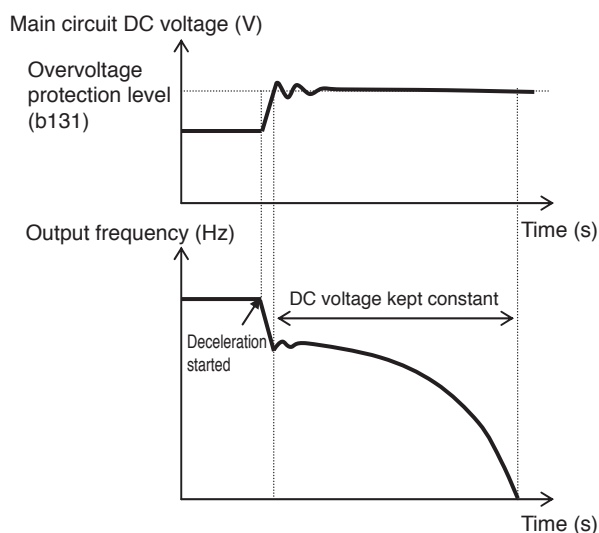 Main circuit DC voltage (V)
Overvoltage
protection level
(b131)
Time (s)
Output frequency (Hz)
DC voltage kept constant
Deceleration
started
Time (s)